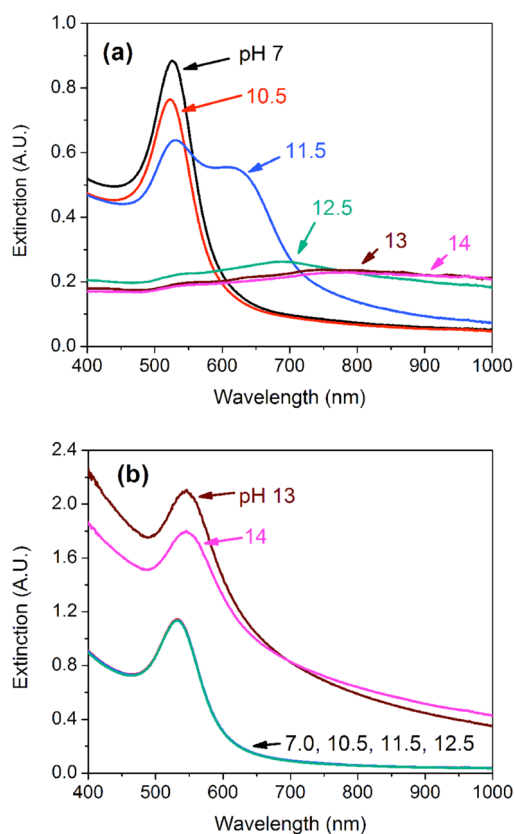 (a)
pH 7
10.5
11.5
12.5
13
14
1.0
0.8
0.6
0.4
0.2
0.0
Extinction (A.U.)
400 500 600 700 800 900 1000
Wavelength (nm)
(b)
pH 13
14
7.0, 10.5, 11.5, 12.5
2.4
2.0
1.6
1.2
0.8
0.4
0.0
Extinction (A.U.)
400 500 600 700 800 900 1000
Wavelength (nm)